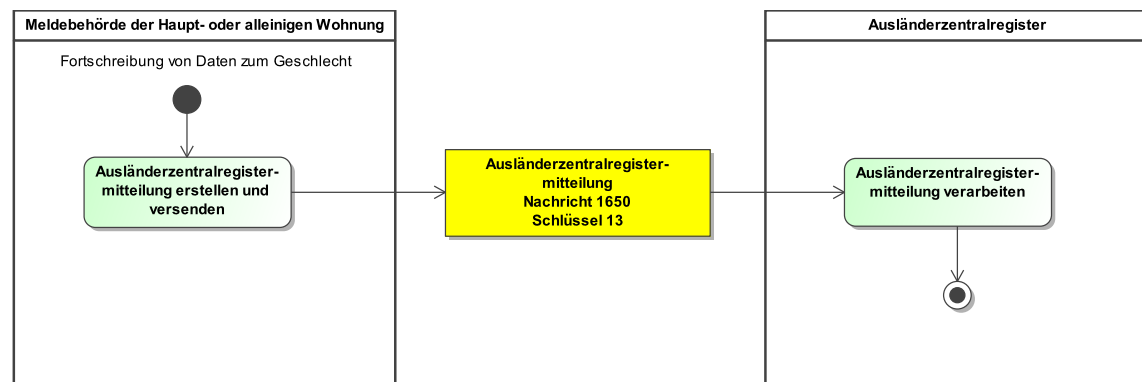 Meldebehörde der Haupt- oder alleinigen Wohnung
Fortschreibung von Daten zum Geschlecht
Ausländerzentralregister-
mitteilung erstellen und
versenden
Ausländerzentralregister-
mitteilung
Nachricht 1650
Schlüssel 13
Ausländerzentralregister
Ausländerzentralregister-
mitteilung verarbeiten